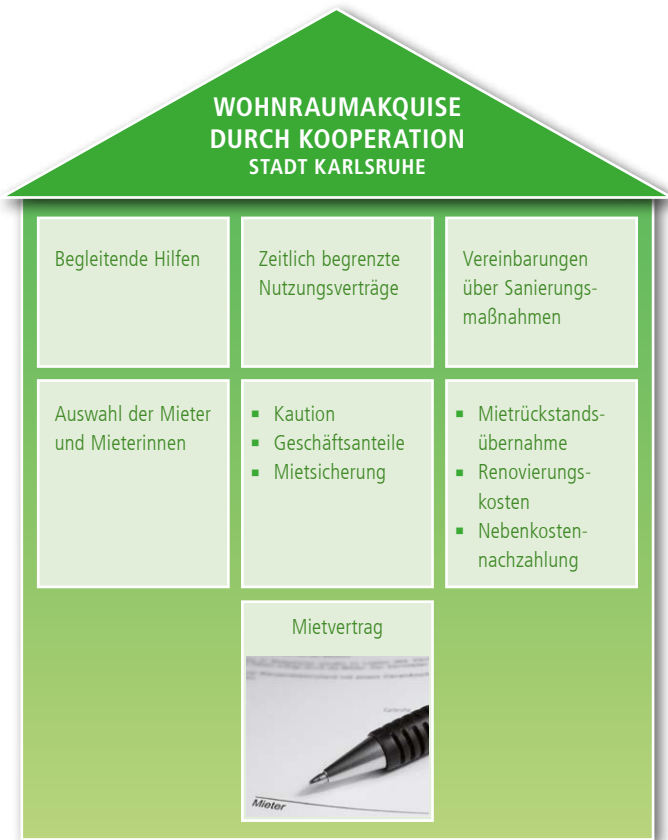 WOHNRAUMAKQUISE
DURCH KOOPERATION
STADT KARLSRUHE
Begleitende Hilfen
Zeitlich begrenzte
Nutzungsverträge
Vereinbarungen
über Sanierungs-
maßnahmen
Auswahl der Mieter
und Mieterinnen
▪ Kaution
▪ Geschäftsanteile
▪ Mietsicherung
▪ Mietrückstands-
übernahme
▪ Renovierungs-
kosten
▪ Nebenkosten-
nachzahlung
Mietvertrag
Karlsruhe
Mieter